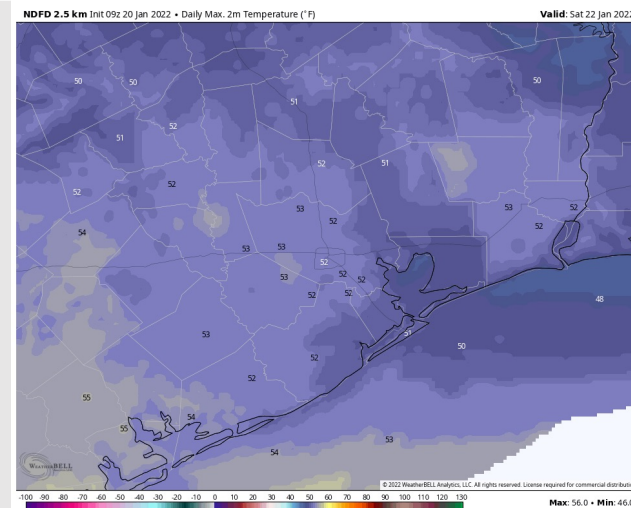 NDFD 2.5 km Init 09z 20 Jan 2022 • Daily Max. 2m Temperature (°F) Valid: Sat 22 Jan 2022
50 50 50
51
52 51
52 51
52 52
53 53 52
54 52 52
53 53
52
53 52 52
52 52 48
53 51
52 50
52
55
54
55
53
54
WeatherBELL
© 2022 WeatherBELL Analytics, LLC. All rights reserved. License required for commercial distributio
-100 -90 -80 -70 -60 -50 -40 -30 -20 -10 0 10 20 30 40 50 60 70 80 90 100 110 120 130
Max: 56.0 • Min: 46.0